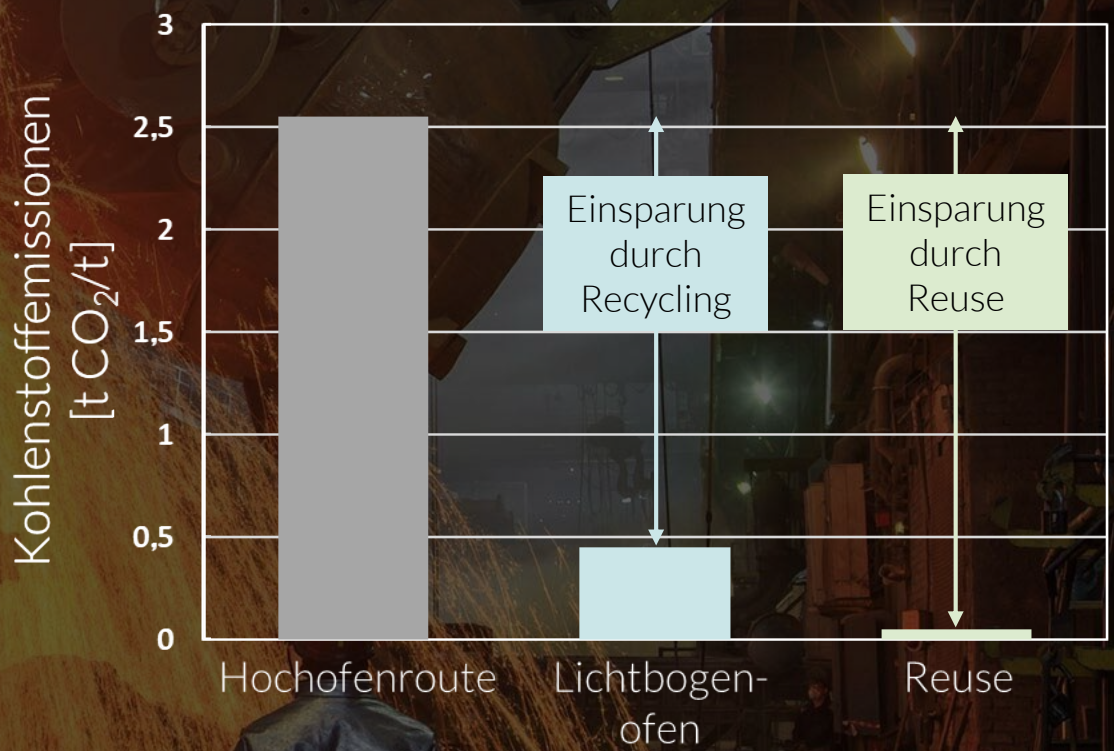 Kohlenstoffemissionen
[t CO₂/t]
3
2,5
2
1,5
1
0,5
0
Einsparung
durch
Recycling
Einsparung
durch
Reuse
Hochofenroute
Lichtbogen-
ofen
Reuse